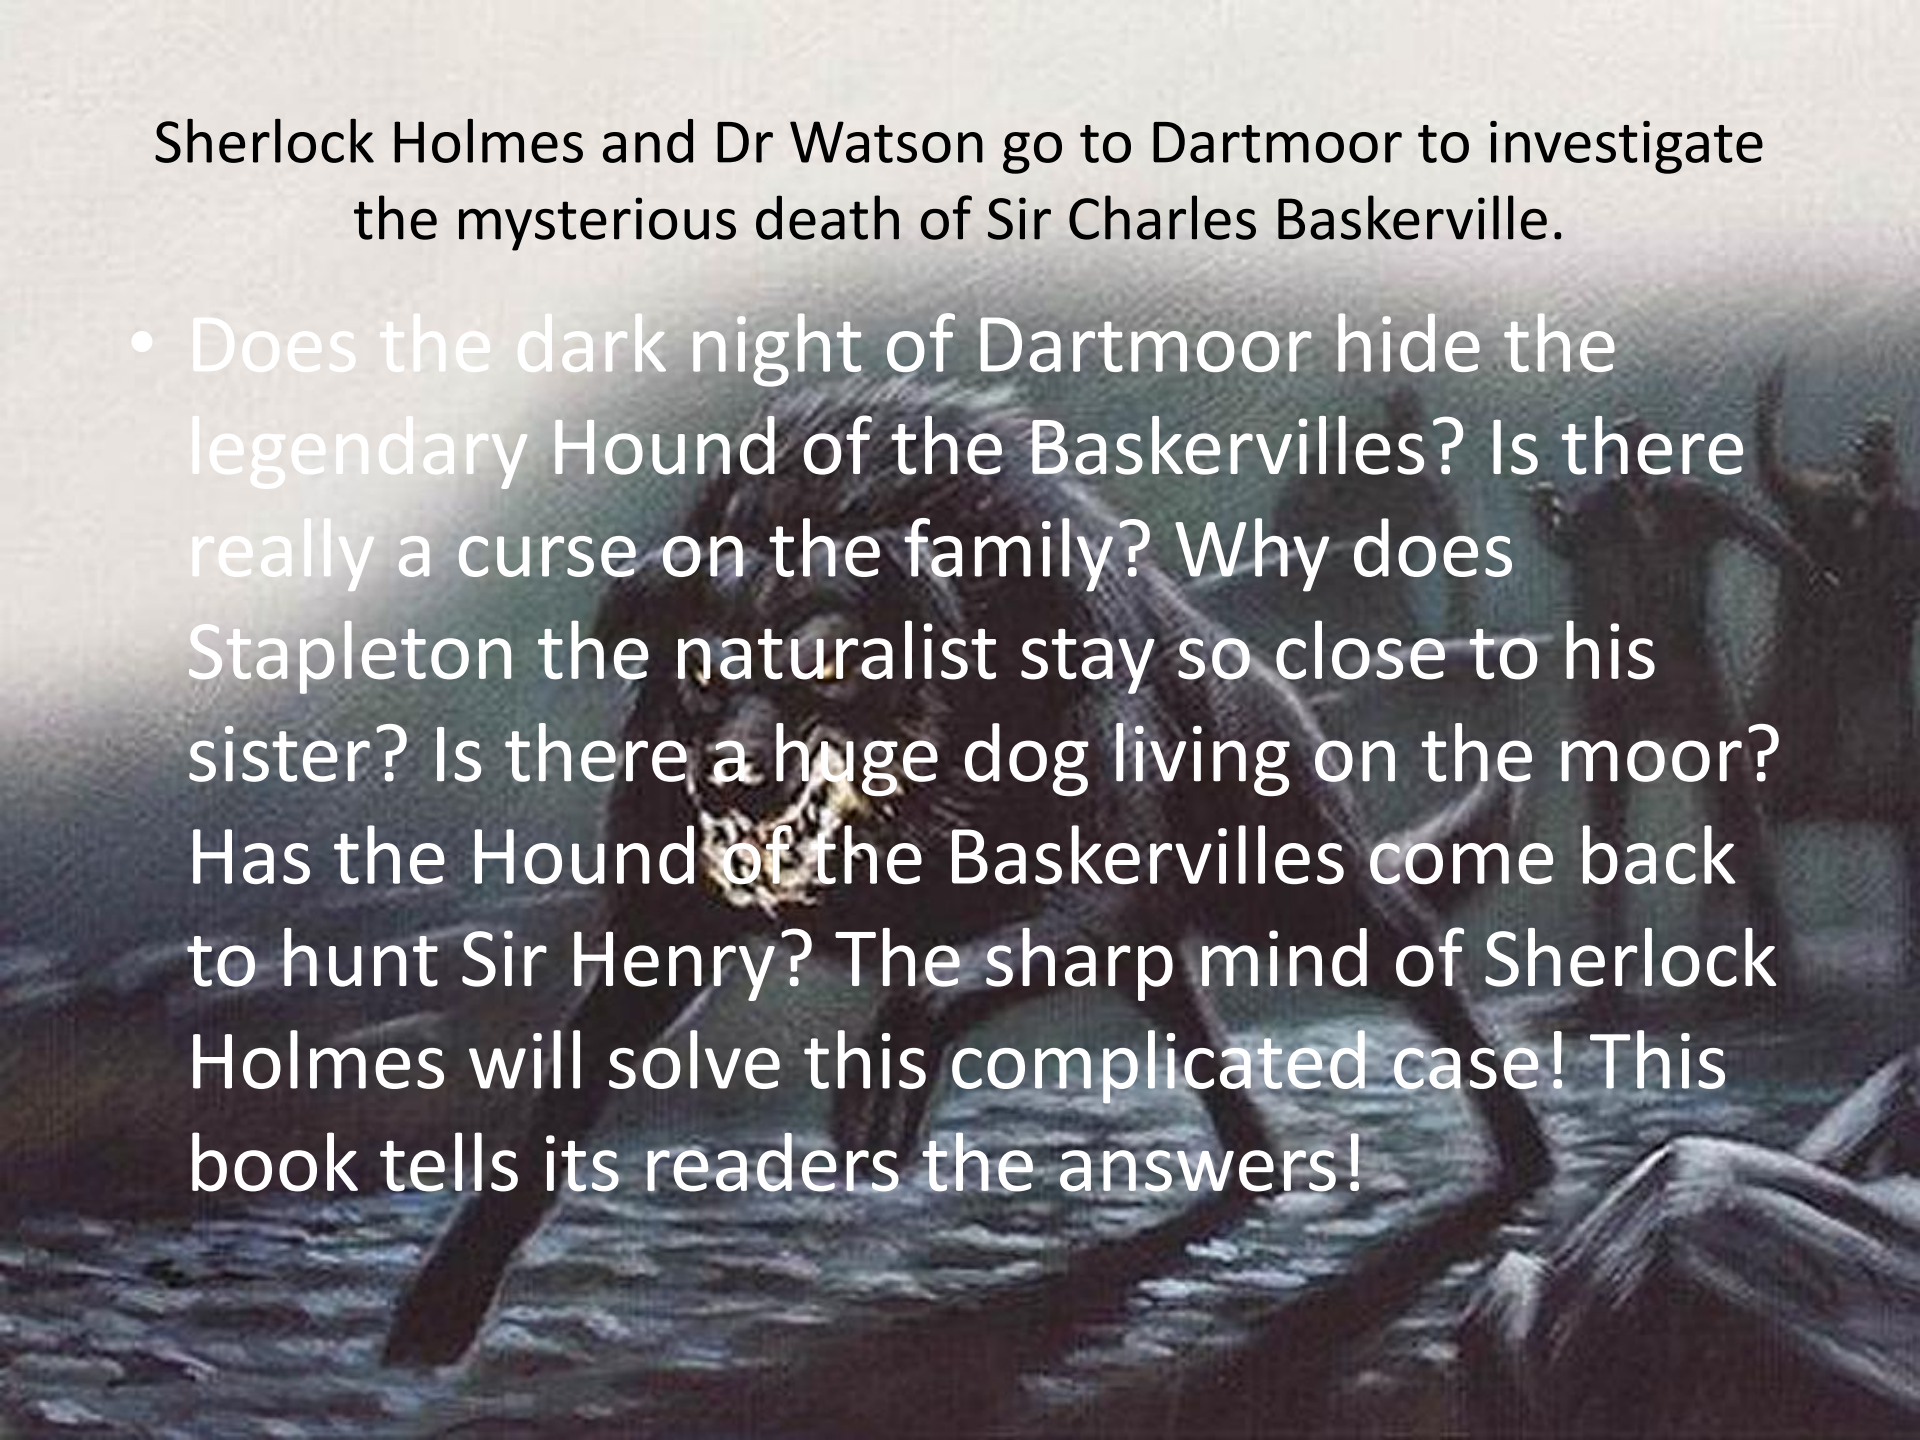 Sherlock Holmes and Dr Watson go to Dartmoor to investigate
the mysterious death of Sir Charles Baskerville.
• Does the dark night of Dartmoor hide the
legendary Hound of the Baskervilles? Is there
really a curse on the family? Why does
Stapleton the naturalist stay so close to his
sister? Is there a huge dog living on the moor?
Has the Hound of the Baskervilles come back
to hunt Sir Henry? The sharp mind of Sherlock
Holmes will solve this complicated case! This
book tells its readers the answers!